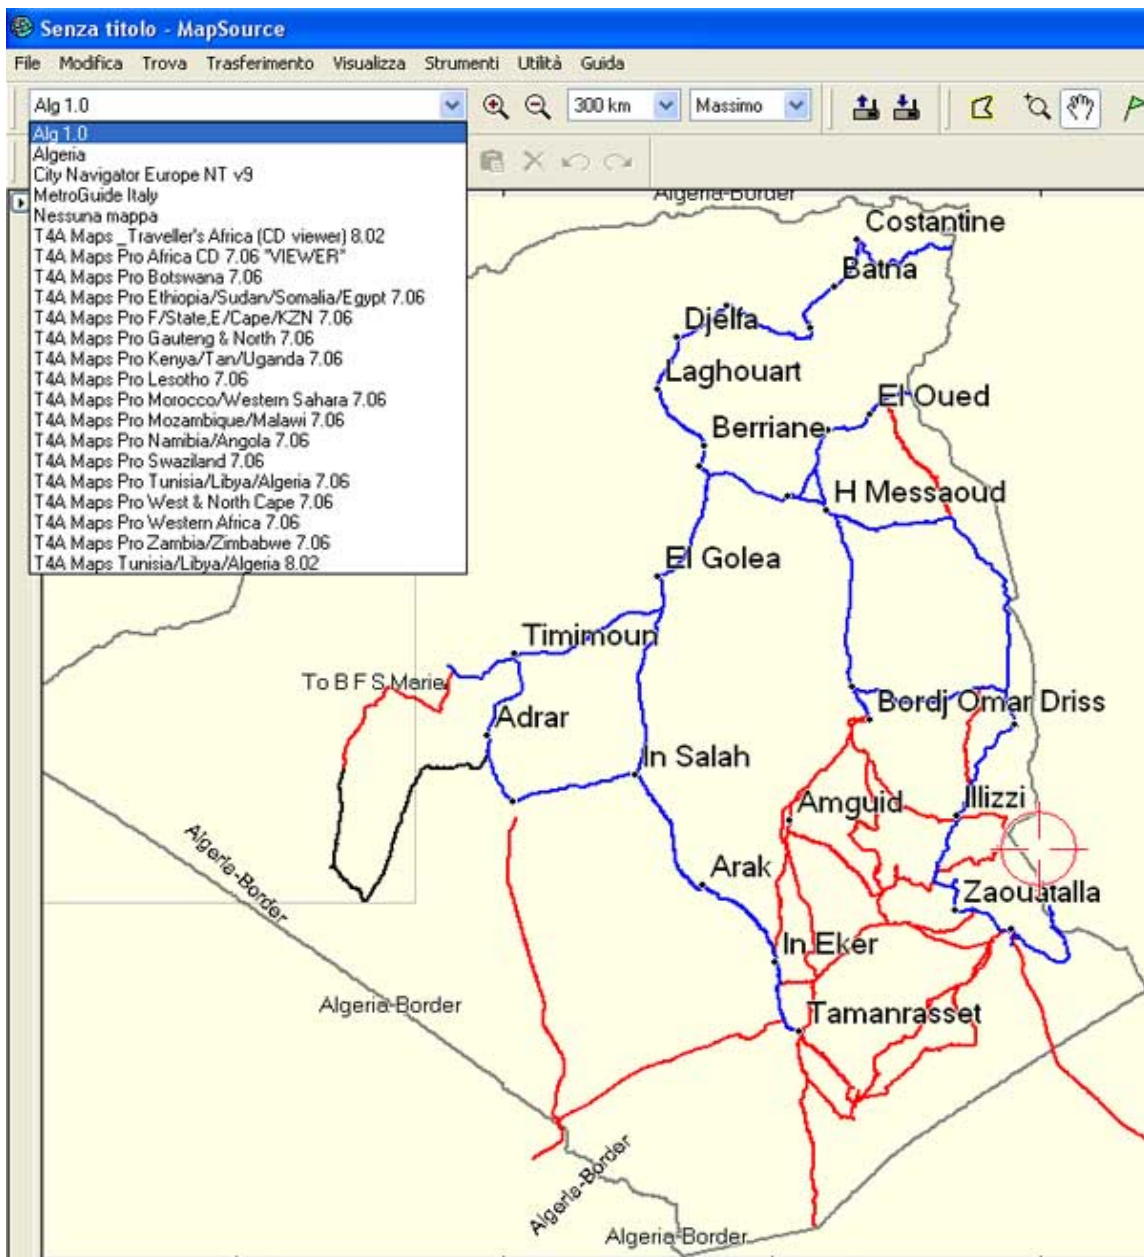 Senza titolo - MapSource
File Modifica Trova Trasferimento Visualizza Strumenti Utilità Guida
Alg 1.0 300 km Massimo
Alg 1.0
Algeria
City Navigator Europe NT v9
MetroGuide Italy
Nessuna mappa
T4A Maps _Traveller's Africa (CD viewer) 8.02
T4A Maps Pro Africa CD 7.06 "VIEWER"
T4A Maps Pro Botswana 7.06
T4A Maps Pro Ethiopia/Sudan/Somalia/Egypt 7.06
T4A Maps Pro F/State,E/Cape/KZN 7.06
T4A Maps Pro Gauteng & North 7.06
T4A Maps Pro Kenya/Tan/Uganda 7.06
T4A Maps Pro Lesotho 7.06
T4A Maps Pro Morocco/Western Sahara 7.06
T4A Maps Pro Mozambique/Malawi 7.06
T4A Maps Pro Namibia/Angola 7.06
T4A Maps Pro Swaziland 7.06
T4A Maps Pro Tunisia/Libya/Algeria 7.06
T4A Maps Pro West & North Cape 7.06
T4A Maps Pro Western Africa 7.06
T4A Maps Pro Zambia/Zimbabwe 7.06
T4A Maps Tunisia/Libya/Algeria 8.02
Algeria-Border
Costantine
Batna
Djelfa
Laghouart
El Oued
Berriane
H Messaoud
El Golea
Timimoun
To B F S Marie
Adrar
Bordj Omar Driss
In Salah
Amguid
Illizzi
Algeria-Border
Arak
Zaouatalla
In Eker
Algeria-Border
Tamanrasset
Algeria-Border
Algeria-Border